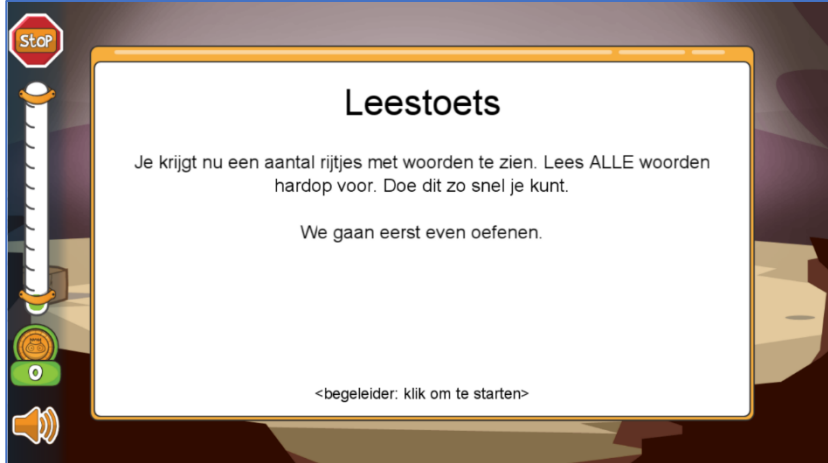 StoP
Leestoets
Je krijgt nu een aantal rijtjes met woorden te zien. Lees ALLE woorden
hardop voor. Doe dit zo snel je kunt.
We gaan eerst even oefenen.
0
<begeleider: klik om te starten>